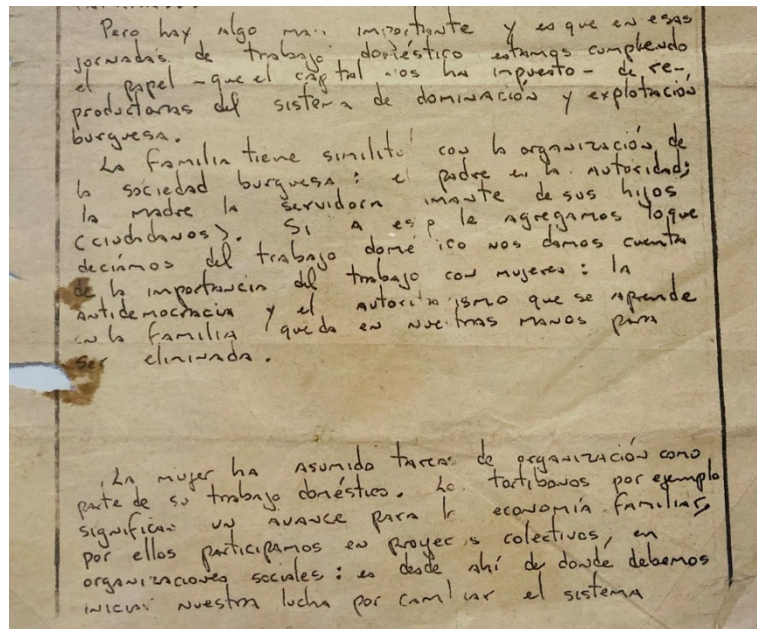 Pero hay algo mas importante y es que en esas
jornadas de trabajo doméstico estamos cumpliendo
el papel - que el capital nos ha impuesto - de re-
productoras del sistema de dominación y explotación
burguesa.
La familia tiene similitú con la organización de
la sociedad burguesa: el padre es la autoridad;
la madre la servidora amante de sus hijos
(ciudadanos). Si a eso le agregamos loque
decíamos del trabajo doméstico nos damos cuenta
de la importancia del trabajo con mujeres: la
antidemocracia y el autoritarismo que se aprende
en la familia queda en nuestras manos para
ser eliminada.
La mujer ha asumido tareas de organización como
parte de su trabajo doméstico. Lo tortibonos por ejemplo
significan un avance para la economía familiar,
por ellos participamos en proyectos colectivos, en
organizaciones sociales: es desde ahí de donde debemos
iniciar nuestra lucha por cambiar el sistema